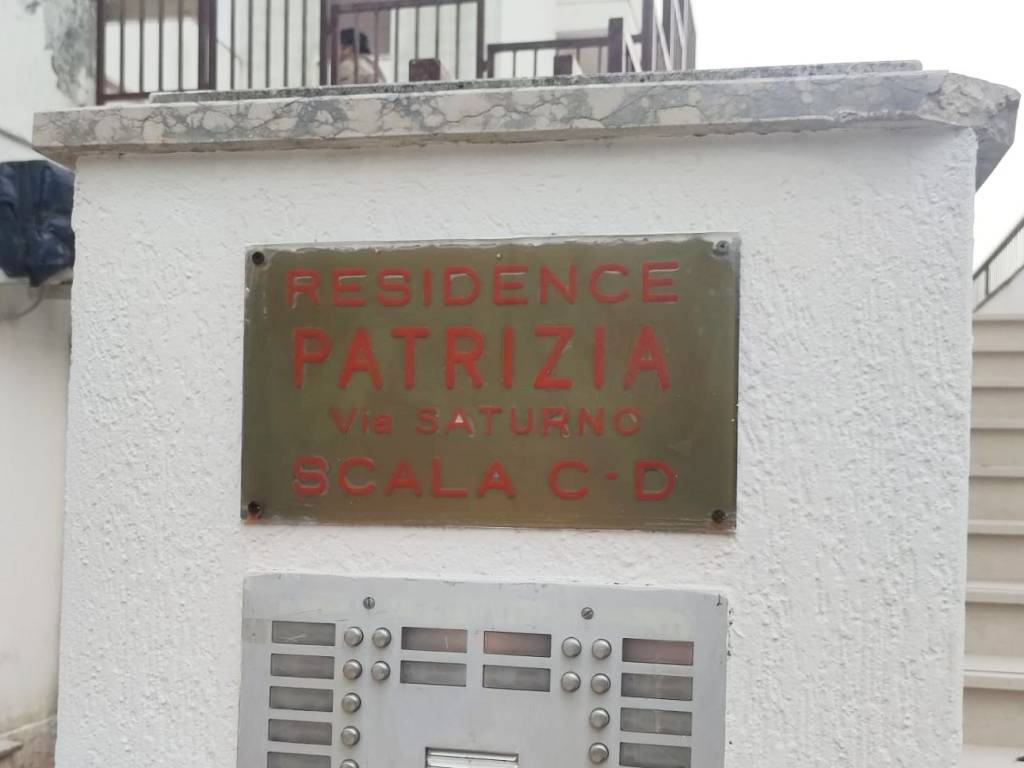 RESIDENCE
PATRIZIA
Via SATURNO
SCALA C-D